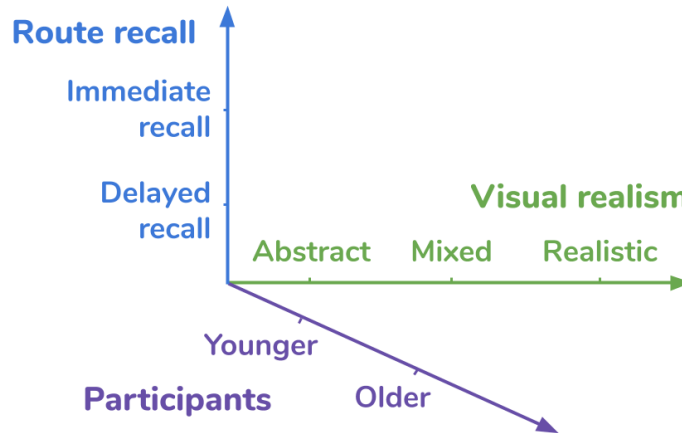 Route recall
Immediate
recall
Delayed
recall
Visual realism
Abstract Mixed Realistic
Younger
Older
Participants